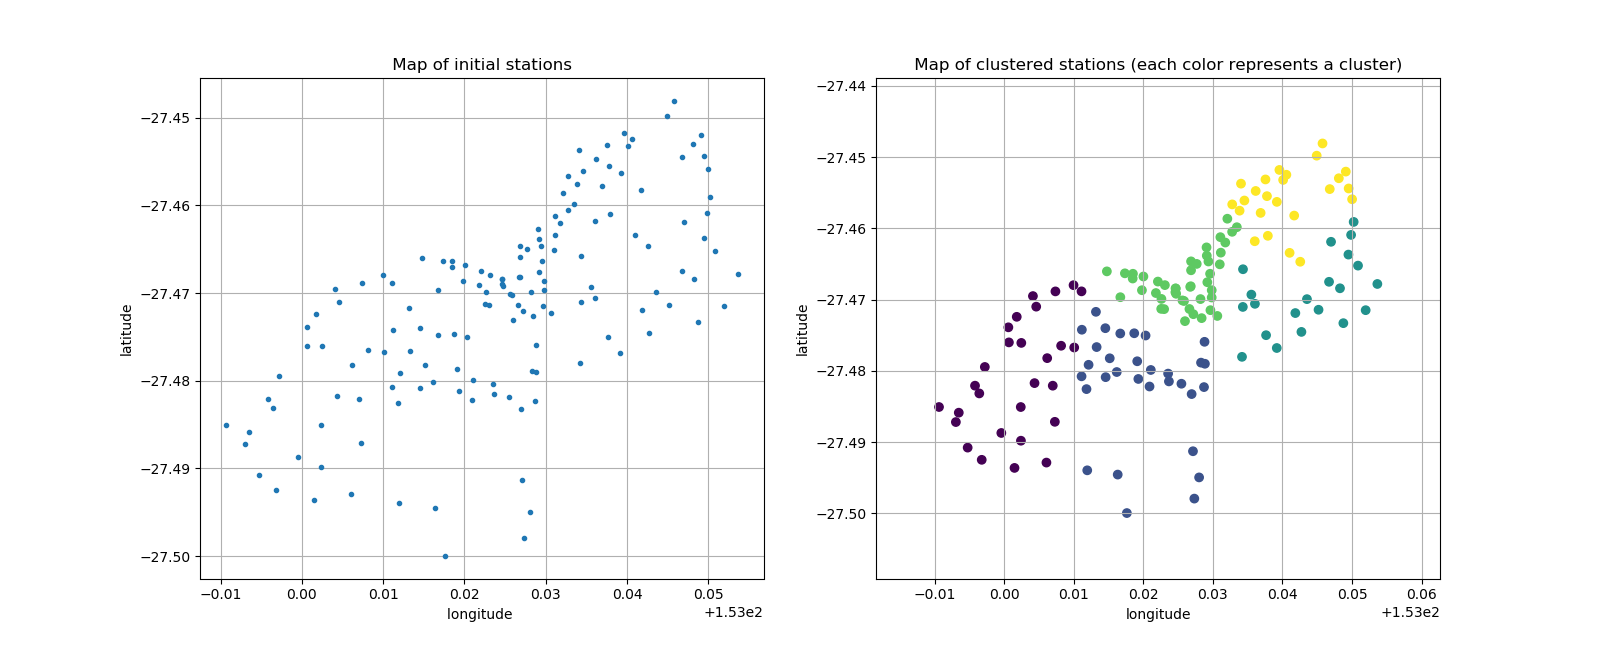 Map of initial stations
−27.45
−27.46
−27.47
−27.48
−27.49
−27.50
latitude
−0.01 0.00 0.01 0.02 0.03 0.04 0.05
+1.53e2
longitude
Map of clustered stations (each color represents a cluster)
−27.44
−27.45
−27.46
−27.47
−27.48
−27.49
−27.50
latitude
−0.01 0.00 0.01 0.02 0.03 0.04 0.05 0.06
+1.53e2
longitude